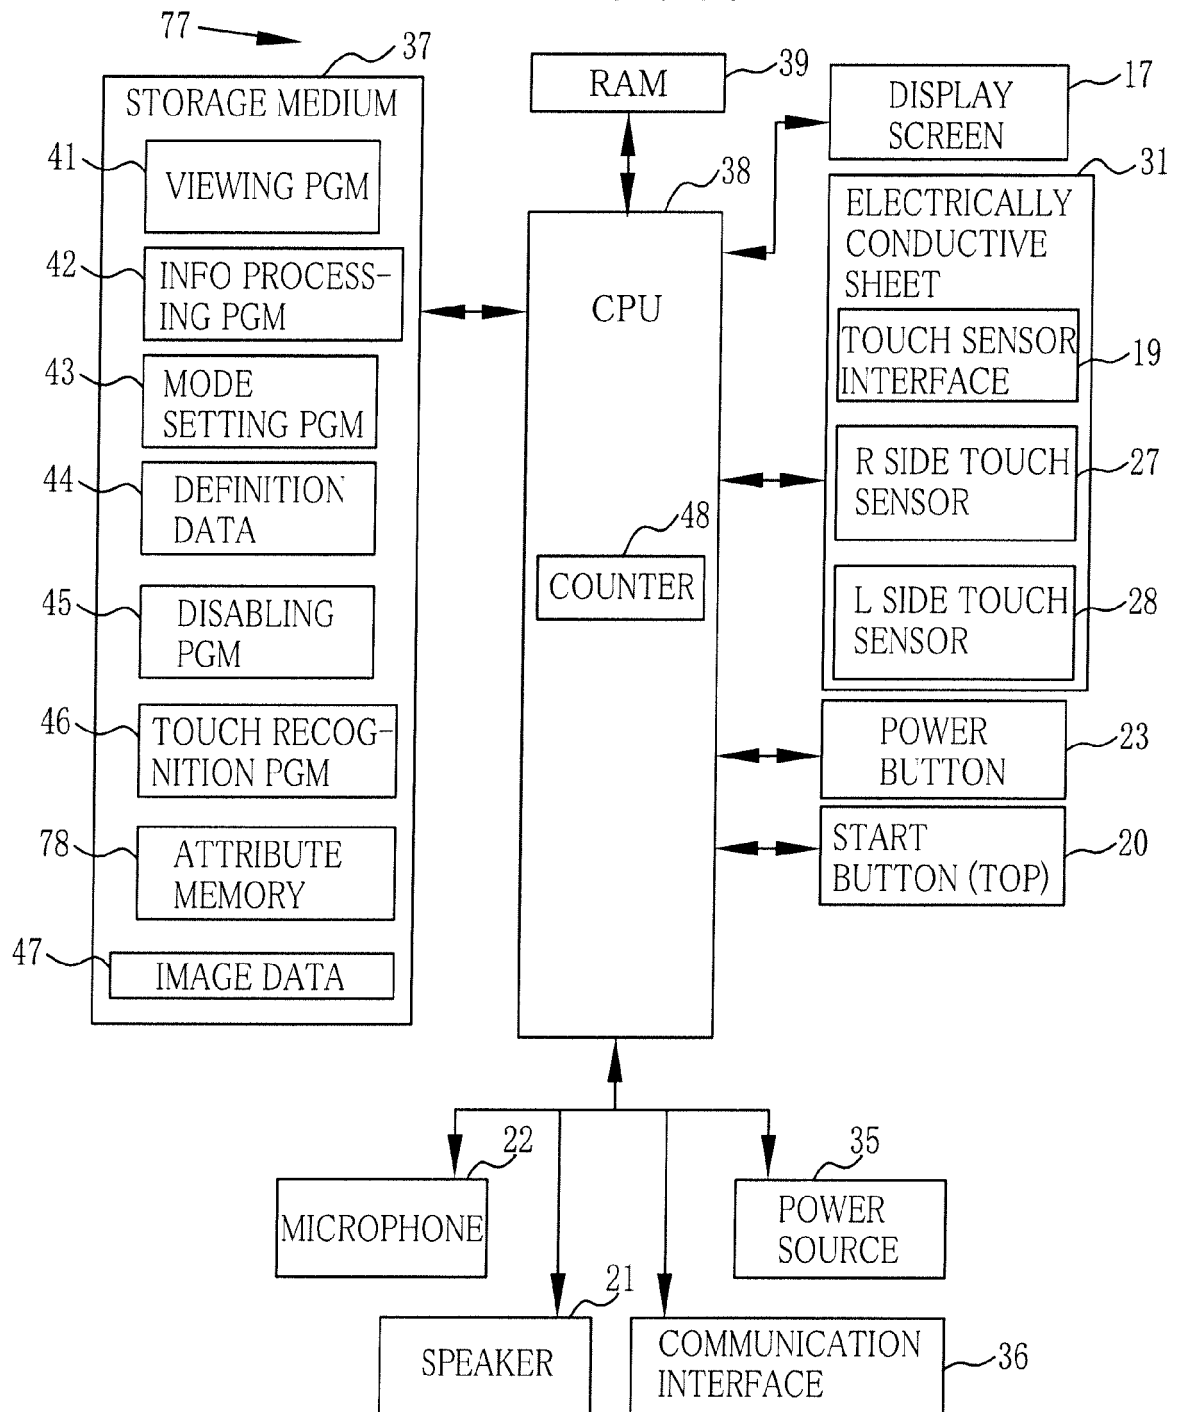 77
37
STORAGE MEDIUM
41
VIEWING PGM
42
INFO PROCESS-
ING PGM
43
MODE
SETTING PGM
44
DEFINITION
DATA
45
DISABLING
PGM
46
TOUCH RECOG-
NITION PGM
78
ATTRIBUTE
MEMORY
47
IMAGE DATA
RAM
39
38
CPU
48
COUNTER
DISPLAY
SCREEN
17
31
ELECTRICALLY
CONDUCTIVE
SHEET
TOUCH SENSOR
INTERFACE
19
R SIDE TOUCH
SENSOR
27
L SIDE TOUCH
SENSOR
28
POWER
BUTTON
23
START
BUTTON (TOP)
20
22
MICROPHONE
35
POWER
SOURCE
21
SPEAKER
COMMUNICATION
INTERFACE
36